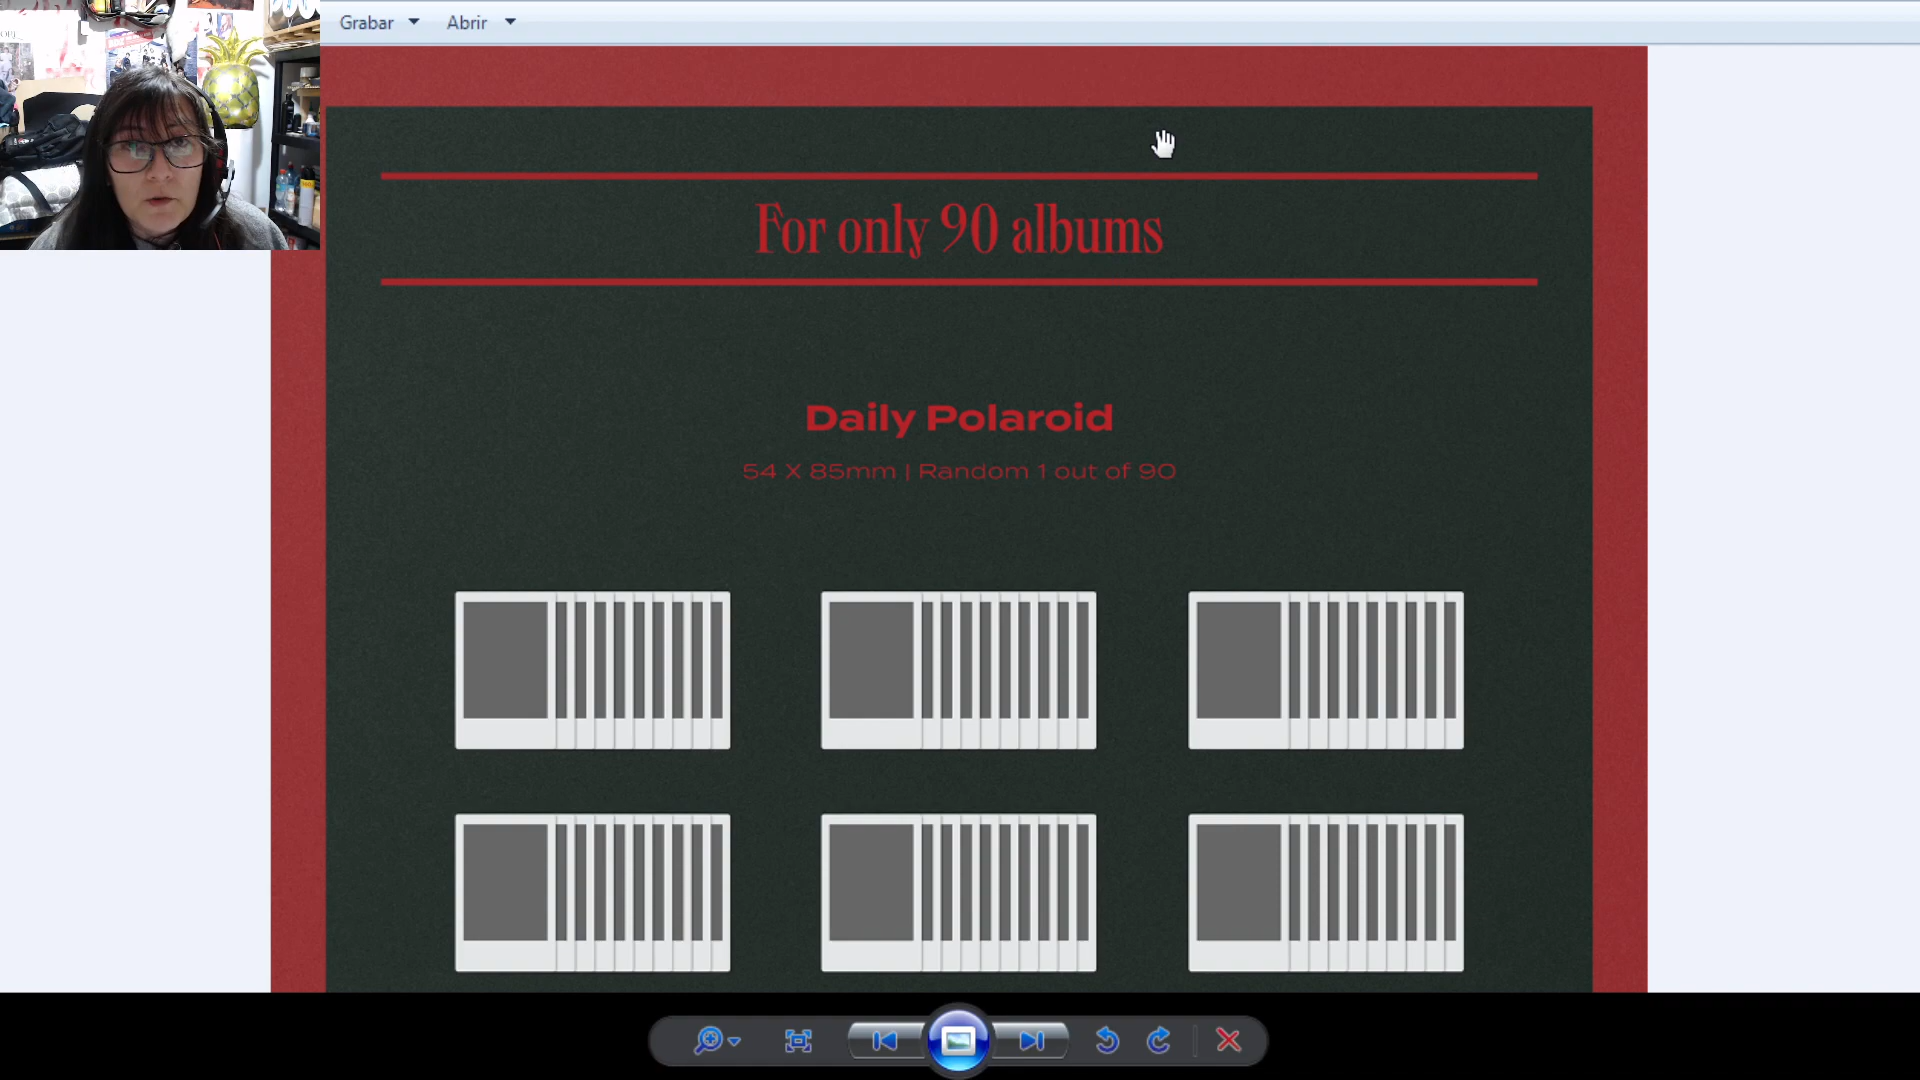 Grabar
Abrir
For only 90 albums
Daily Polaroid
54 X 85mm | Random 1 out of 90